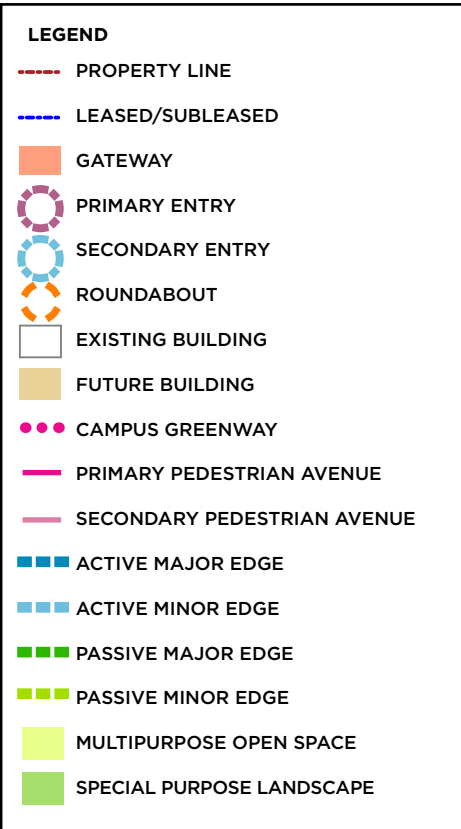 LEGEND
PROPERTY LINE
LEASED/SUBLEASED
GATEWAY
PRIMARY ENTRY
SECONDARY ENTRY
ROUNDABOUT
EXISTING BUILDING
FUTURE BUILDING
CAMPUS GREENWAY
PRIMARY PEDESTRIAN AVENUE
SECONDARY PEDESTRIAN AVENUE
ACTIVE MAJOR EDGE
ACTIVE MINOR EDGE
PASSIVE MAJOR EDGE
PASSIVE MINOR EDGE
MULTIPURPOSE OPEN SPACE
SPECIAL PURPOSE LANDSCAPE